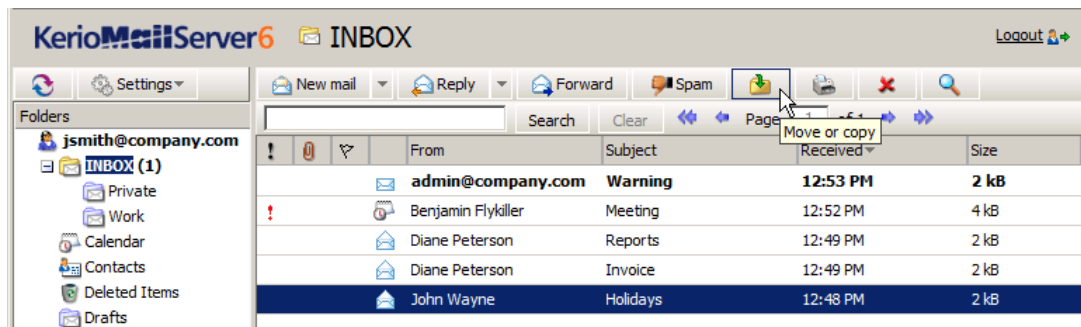 KerioMailServer6 INBOX Logout
Settings New mail Reply Forward Spam
Folders Search Clear Page 1 of 1
Move or copy
jsmith@company.com
! From Subject Received Size
INBOX (1)
admin@company.com Warning 12:53 PM 2 kB
Private
! Benjamin Flykiller Meeting 12:52 PM 4 kB
Work
Diane Peterson Reports 12:49 PM 2 kB
Calendar
Diane Peterson Invoice 12:49 PM 2 kB
Contacts
John Wayne Holidays 12:48 PM 2 kB
Deleted Items
Drafts